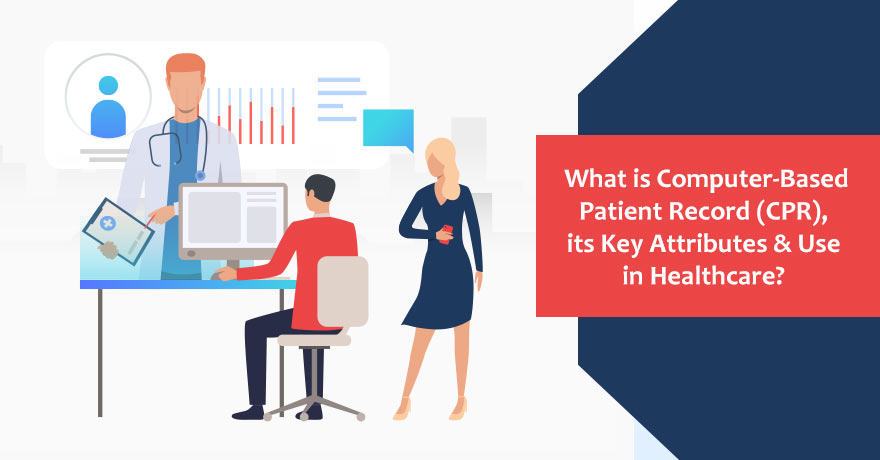 What is Computer-Based
Patient Record (CPR),
its Key Attributes & Use
in Healthcare?